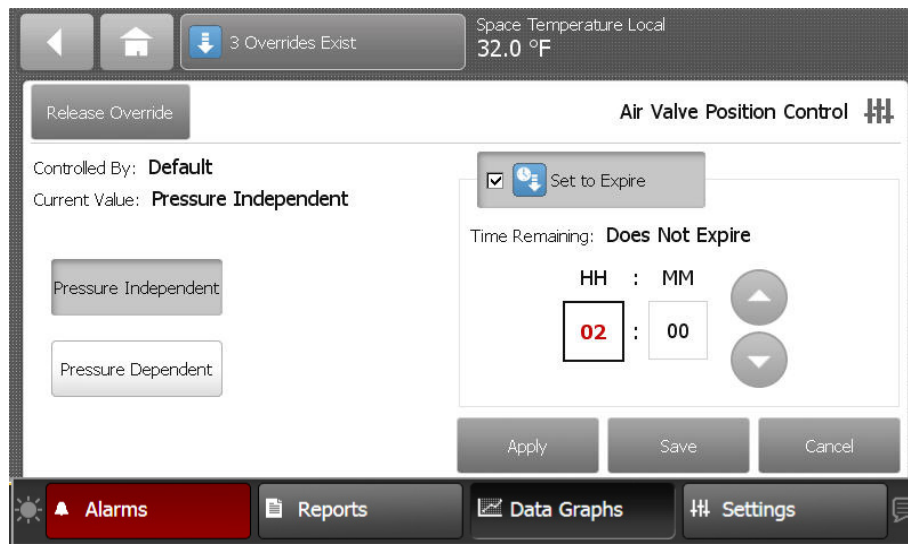 3 Overrides Exist
Space Temperature Local
32.0 °F
Release Override
Air Valve Position Control
Controlled By: Default
Current Value: Pressure Independent
Set to Expire
Time Remaining: Does Not Expire
HH : MM
02 : 00
Pressure Independent
Pressure Dependent
Apply
Save
Cancel
Alarms
Reports
Data Graphs
Settings